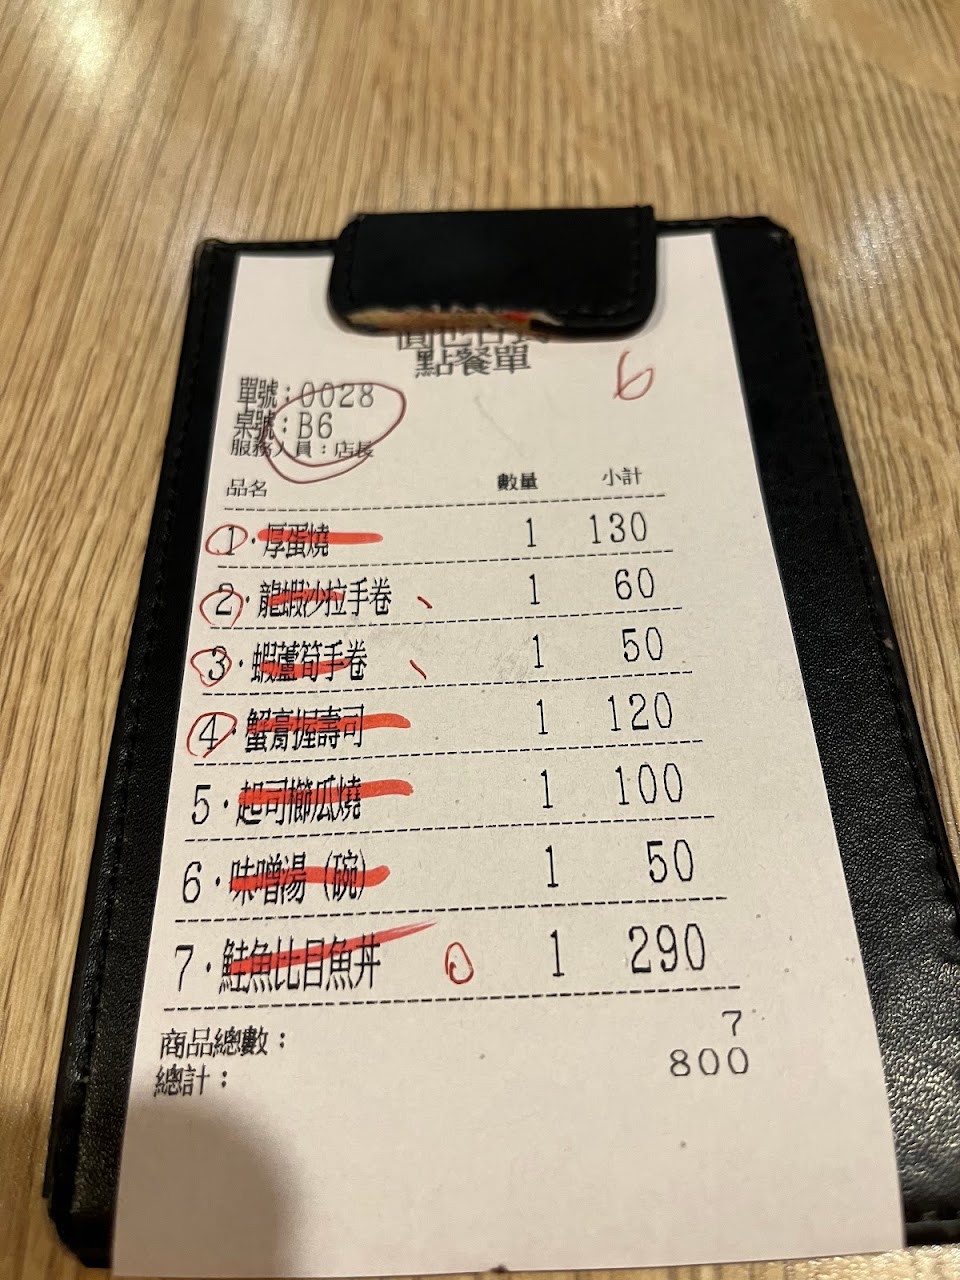 點餐單
6
單號：0028
桌號：B6
服務人員：店長
品名 數量 小計
1．厚蛋燒 1 130
2．龍蝦沙拉手卷 1 60
3．蝦蘆筍手卷 1 50
4．蟹膏握壽司 1 120
5．起司櫛瓜燒 1 100
6．味噌湯（碗） 1 50
7．鮭魚比目魚丼 1 290
商品總數： 7
總計： 800